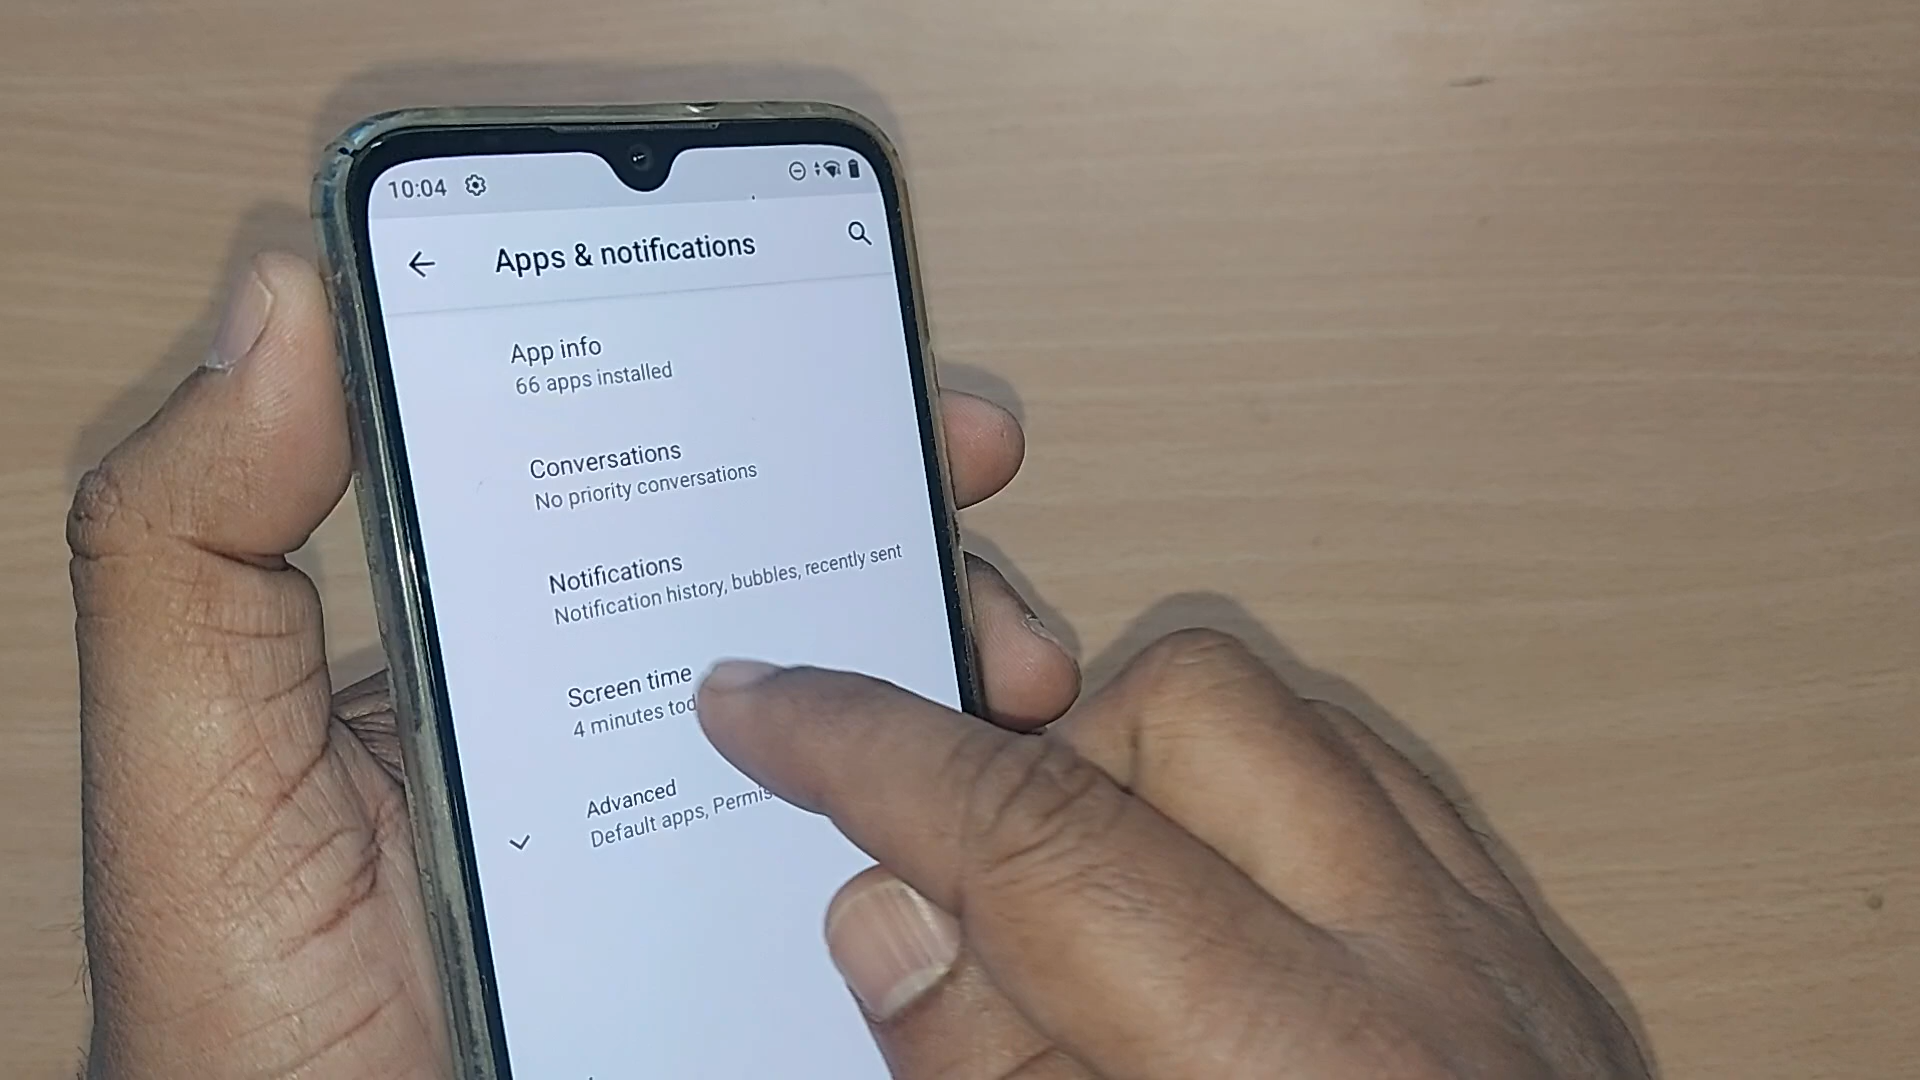 10:04
Apps & notifications
App info
66 apps installed
Conversations
No priority conversations
Notifications
Notification history, bubbles, recently sent
Screen time
4 minutes
Advanced
Default apps,